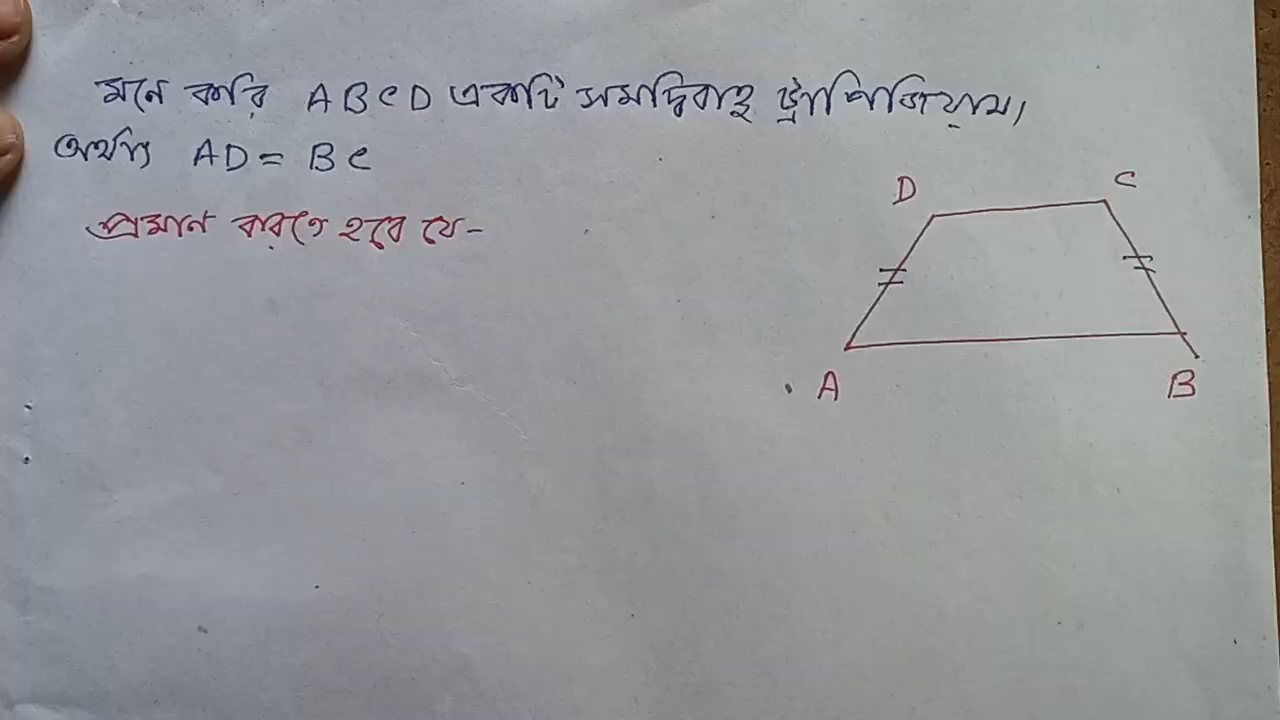 মনে করি ABCD একটি সমদ্বিবাহু ট্রাপিজিয়াম।
অর্থাৎ AD = BC
প্রমান করতে হবে যে-
D C
A B